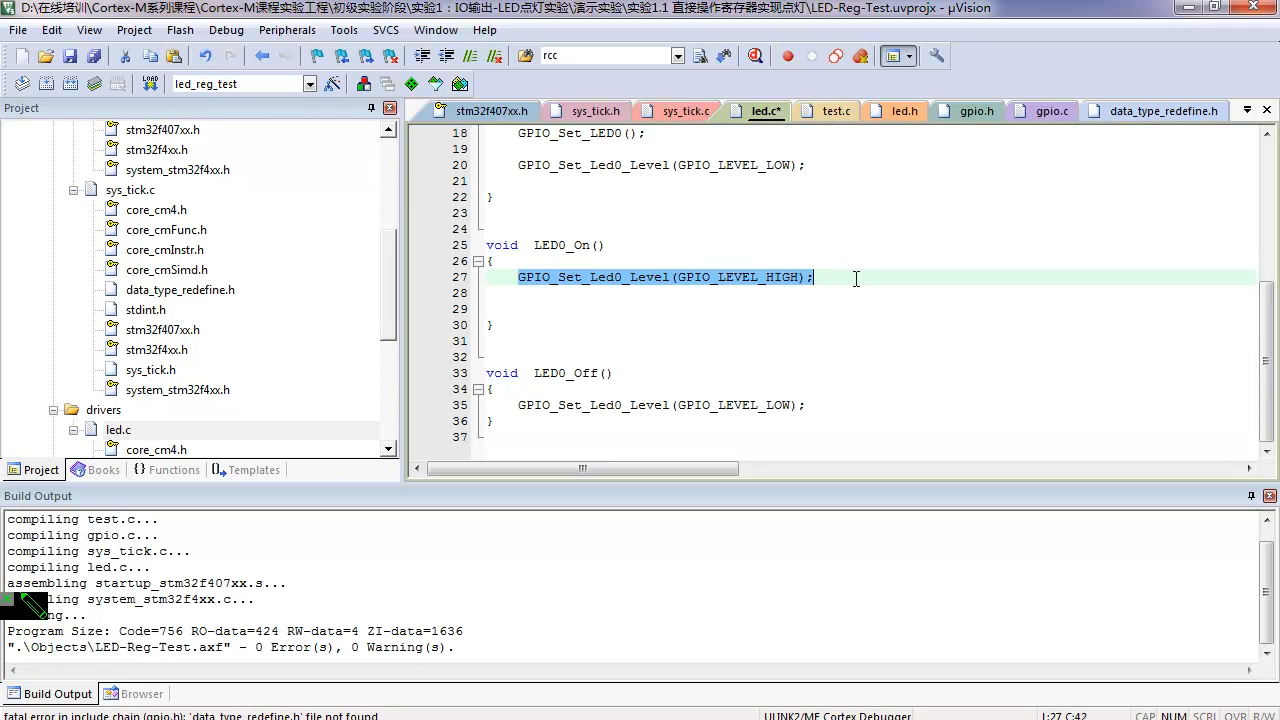 D:\在线培训\Cortex-M系列课程\Cortex-M课程实验工程\初级实验阶段\实验1：IO输出-LED点灯实验\演示实验\实验1.1 直接操作寄存器实现点灯\LED-Reg-Test.uvprojx - µVision
File Edit View Project Flash Debug Peripherals Tools SVCS Window Help
rcc
LOAD led_reg_test
Project
stm32f407xx.h sys_tick.h sys_tick.c led.c* test.c led.h gpio.h gpio.c data_type_redefine.h
stm32f407xx.h
stm32f4xx.h
system_stm32f4xx.h
sys_tick.c
core_cm4.h
core_cmFunc.h
core_cmInstr.h
core_cmSimd.h
data_type_redefine.h
stdint.h
stm32f407xx.h
stm32f4xx.h
sys_tick.h
system_stm32f4xx.h
drivers
led.c
core_cm4.h
Project Books Functions Templates
18 GPIO_Set_LED0();
19
20 GPIO_Set_Led0_Level(GPIO_LEVEL_LOW);
21
22 }
23
24
25 void LED0_On()
26 {
27 GPIO_Set_Led0_Level(GPIO_LEVEL_HIGH);
28
29
30 }
31
32
33 void LED0_Off()
34 {
35 GPIO_Set_Led0_Level(GPIO_LEVEL_LOW);
36 }
37
Build Output
compiling test.c...
compiling gpio.c...
compiling sys_tick.c...
compiling led.c...
assembling startup_stm32f407xx.s...
ling system_stm32f4xx.c...
ng...
Program Size: Code=756 RO-data=424 RW-data=4 ZI-data=1636
".\Objects\LED-Reg-Test.axf" - 0 Error(s), 0 Warning(s).
Build Output Browser
fatal error in include chain (gpio.h): 'data_type_redefine.h' file not found ULINK2/ME Cortex Debugger L:27 C:42 CAP NUM SCRL OVR R/W